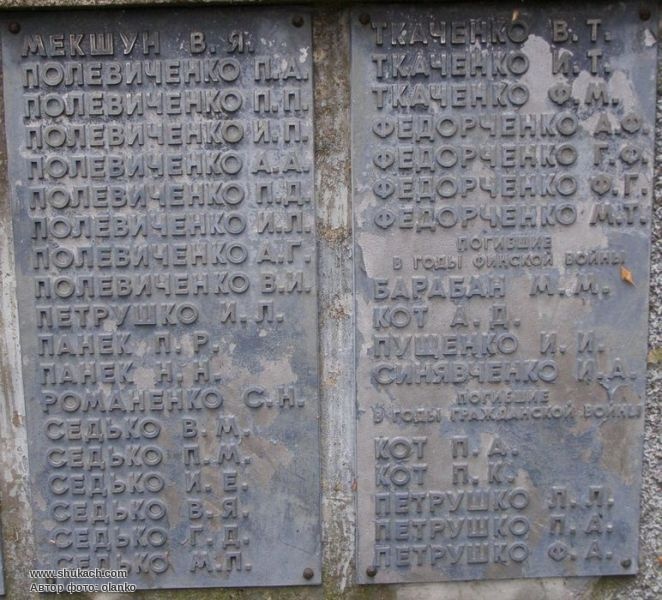 МЕКШУН В.Я.
ПОЛЕВИЧЕНКО П.А.
ПОЛЕВИЧЕНКО П.П.
ПОЛЕВИЧЕНКО И.П.
ПОЛЕВИЧЕНКО А.А.
ПОЛЕВИЧЕНКО П.Д.
ПОЛЕВИЧЕНКО И.Л.
ПОЛЕВИЧЕНКО А.Г.
ПОЛЕВИЧЕНКО В.И.
ПЕТРУШКО И.Л.
ПАНЕК П.Р.
ПАНЕК Н.Н.
РОМАНЕНКО С.Н.
СЕДЬКО В.М.
СЕДЬКО П.М.
СЕДЬКО И.Е.
СЕДЬКО В.Я.
СЕДЬКО Г.Д.
СЕДЬКО М.П.
ТКАЧЕНКО В.Т.
ТКАЧЕНКО И.Т.
ТКАЧЕНКО Ф.М.
ФЕДОРЧЕНКО А.Ф.
ФЕДОРЧЕНКО Г.Ф.
ФЕДОРЧЕНКО Ф.Г.
ФЕДОРЧЕНКО М.Т.
ПОГИБШИЕ
В ГОДЫ ФИНСКОЙ ВОЙНЫ
БАРАБАН М.М.
КОТ А.Д.
ПУЩЕНКО И.И.
СИНЯВЧЕНКО И.А.
ПОГИБШИЕ
В ГОДЫ ГРАЖДАНСКОЙ ВОЙНЫ
КОТ П.А.
КОТ П.К.
ПЕТРУШКО Л.Л.
ПЕТРУШКО П.А.
ПЕТРУШКО Ф.А.
www.shukach.com
Автор фото: olanko